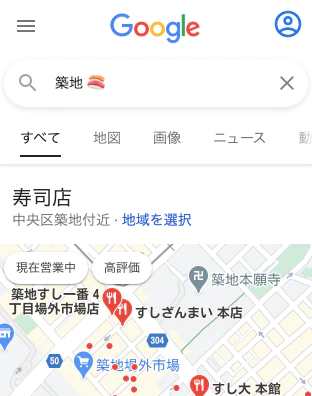 Google
築地 🍣
すべて 地図 画像 ニュース 動
寿司店
中央区築地付近 · 地域を選択
現在営業中 高評価
築地本願寺
築地すし一番 4
丁目場外市場店
すしざんまい 本店
304
50
築地場外市場
すし大 本館